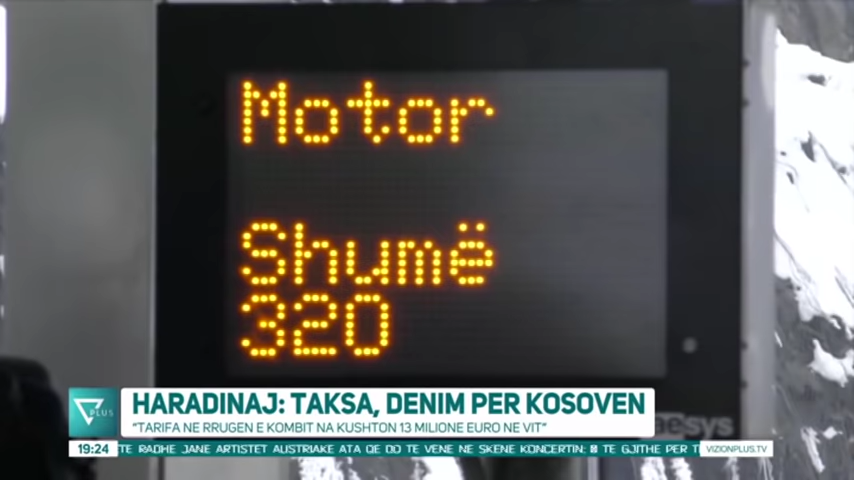 Motor
Shumë
320
aesys
PLUS
HARADINAJ: TAKSA, DENIM PER KOSOVEN
"TARIFA NE RRUGEN E KOMBIT NA KUSHTON 13 MILIONE EURO NE VIT"
19:24 TE RADHE JANE ARTISTET AUSTRIAKE ATA QE DO TE VENE NE SKENE KONCERTIN: TE GJITHE PER VIZIONPLUS.TV